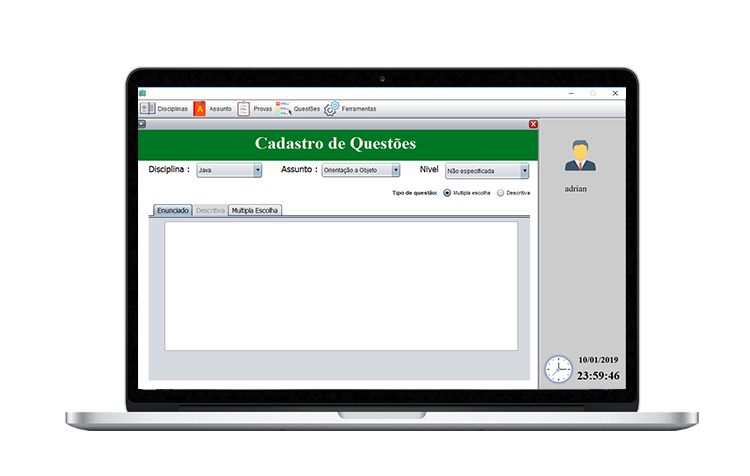 Disciplinas Assunto Provas Questões Ferramentas
Cadastro de Questões
Disciplina : Java Assunto : Orientação a Objeto Nivel Não especificada
Tipo de questão: Multipla escolha Descritiva
Enunciado Descritiva Multipla Escolha
adrian
10/01/2019
23:59:46